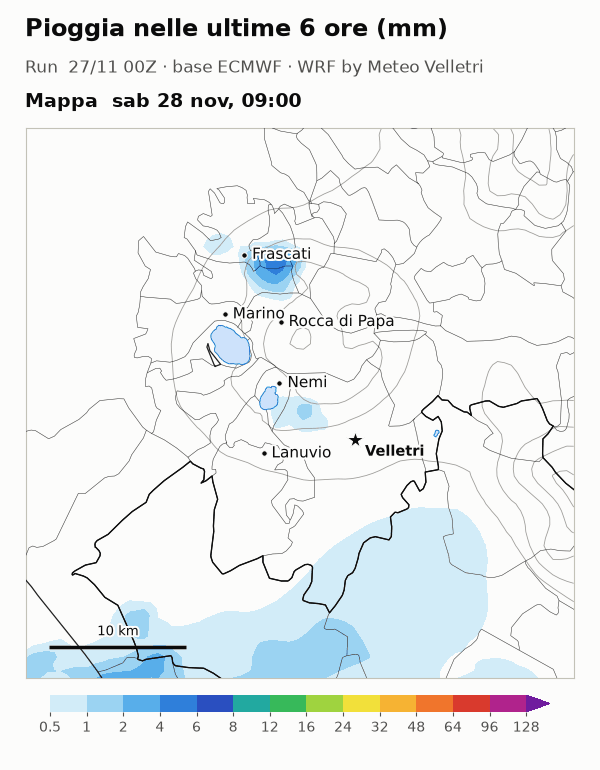 Pioggia nelle ultime 6 ore (mm)
Run  27/11 00Z · base ECMWF · WRF by Meteo Velletri
Mappa  sab 28 nov, 09:00
Frascati
Marino
Rocca di Papa
Nemi
Velletri
Lanuvio
10 km
0.5 1 2 4 6 8 12 16 24 32 48 64 96 128